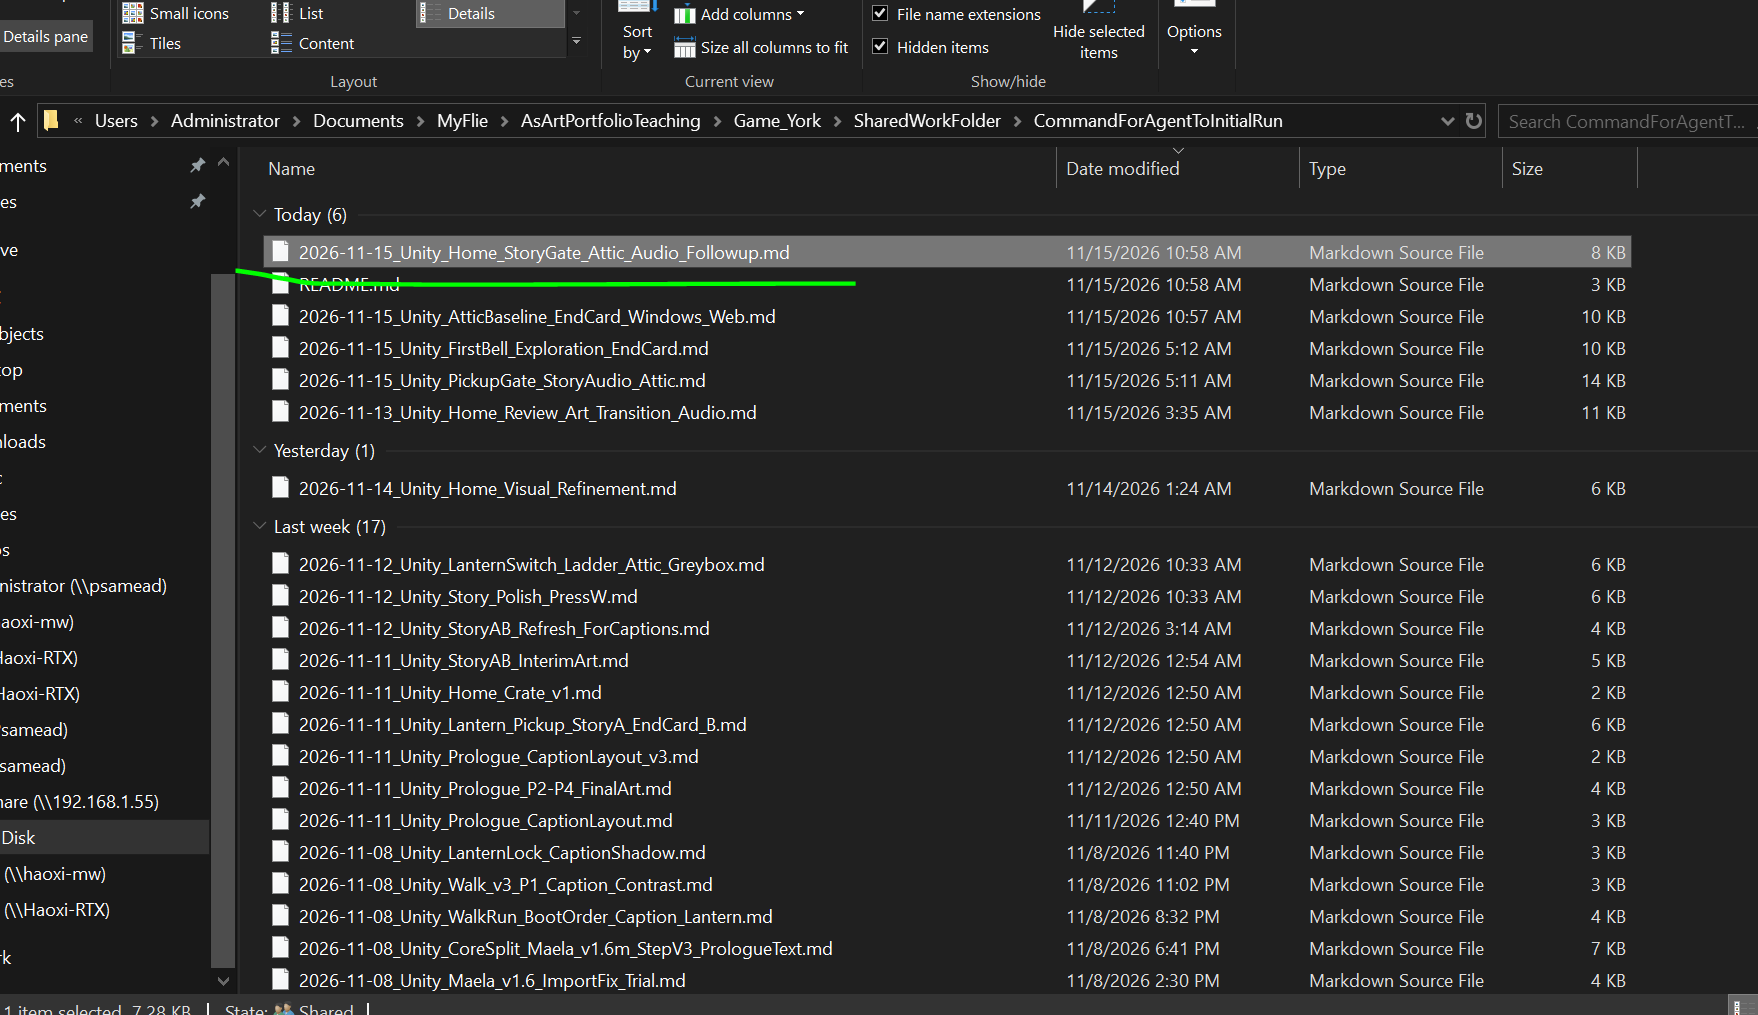 Small icons
List
Details
Details pane
Tiles
Content
Layout
es
Sort by
Add columns
Size all columns to fit
Current view
File name extensions
Hidden items
Hide selected items
Show/hide
Options
« Users > Administrator > Documents > MyFlie > AsArtPortfolioTeaching > Game_York > SharedWorkFolder > CommandForAgentToInitialRun
Search CommandForAgentT...
ments
es
ve
bjects
top
ments
nloads
es
s
nistrator (\\psamead)
aoxi-mw)
Haoxi-RTX)
Haoxi-RTX)
samead)
samead)
hare (\\192.168.1.55)
Disk
(\\haoxi-mw)
(\\Haoxi-RTX)
rk
Name Date modified Type Size
Today (6)
2026-11-15_Unity_Home_StoryGate_Attic_Audio_Followup.md 11/15/2026 10:58 AM Markdown Source File 8 KB
README.md 11/15/2026 10:58 AM Markdown Source File 3 KB
2026-11-15_Unity_AtticBaseline_EndCard_Windows_Web.md 11/15/2026 10:57 AM Markdown Source File 10 KB
2026-11-15_Unity_FirstBell_Exploration_EndCard.md 11/15/2026 5:12 AM Markdown Source File 10 KB
2026-11-15_Unity_PickupGate_StoryAudio_Attic.md 11/15/2026 5:11 AM Markdown Source File 14 KB
2026-11-13_Unity_Home_Review_Art_Transition_Audio.md 11/15/2026 3:35 AM Markdown Source File 11 KB
Yesterday (1)
2026-11-14_Unity_Home_Visual_Refinement.md 11/14/2026 1:24 AM Markdown Source File 6 KB
Last week (17)
2026-11-12_Unity_LanternSwitch_Ladder_Attic_Greybox.md 11/12/2026 10:33 AM Markdown Source File 6 KB
2026-11-12_Unity_Story_Polish_PressW.md 11/12/2026 10:33 AM Markdown Source File 6 KB
2026-11-12_Unity_StoryAB_Refresh_ForCaptions.md 11/12/2026 3:14 AM Markdown Source File 4 KB
2026-11-11_Unity_StoryAB_InterimArt.md 11/12/2026 12:54 AM Markdown Source File 5 KB
2026-11-11_Unity_Home_Crate_v1.md 11/12/2026 12:50 AM Markdown Source File 2 KB
2026-11-11_Unity_Lantern_Pickup_StoryA_EndCard_B.md 11/12/2026 12:50 AM Markdown Source File 6 KB
2026-11-11_Unity_Prologue_CaptionLayout_v3.md 11/12/2026 12:50 AM Markdown Source File 2 KB
2026-11-11_Unity_Prologue_P2-P4_FinalArt.md 11/12/2026 12:50 AM Markdown Source File 4 KB
2026-11-11_Unity_Prologue_CaptionLayout.md 11/11/2026 12:40 PM Markdown Source File 3 KB
2026-11-08_Unity_LanternLock_CaptionShadow.md 11/8/2026 11:40 PM Markdown Source File 3 KB
2026-11-08_Unity_Walk_v3_P1_Caption_Contrast.md 11/8/2026 11:02 PM Markdown Source File 3 KB
2026-11-08_Unity_WalkRun_BootOrder_Caption_Lantern.md 11/8/2026 8:32 PM Markdown Source File 4 KB
2026-11-08_Unity_CoreSplit_Maela_v1.6m_StepV3_PrologueText.md 11/8/2026 6:41 PM Markdown Source File 7 KB
2026-11-08_Unity_Maela_v1.6_ImportFix_Trial.md 11/8/2026 2:30 PM Markdown Source File 4 KB
1 item selected 7.28 KB State: Shared